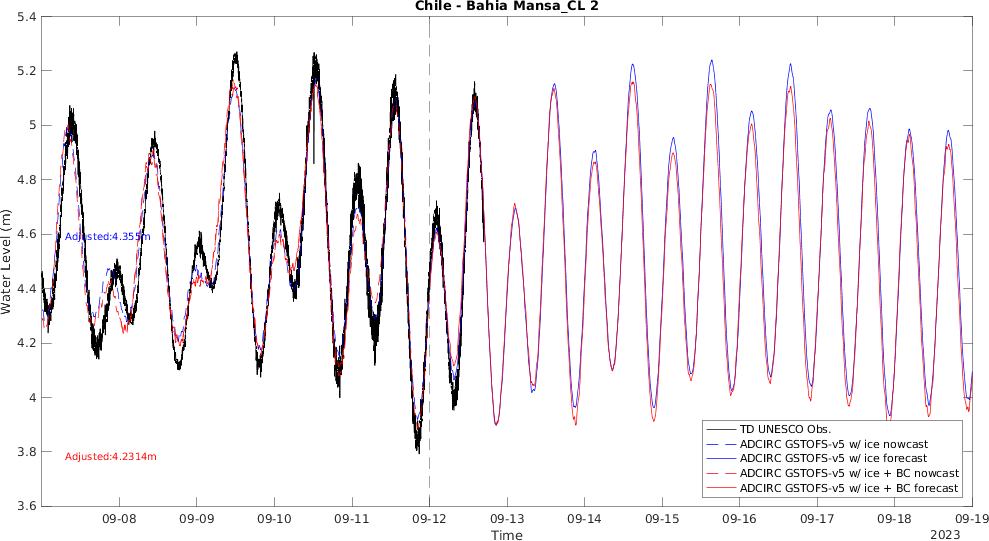 Chile - Bahia Mansa_CL 2
5.4
5.2
5
4.8
4.6
4.4
4.2
4
3.8
3.6
Water Level (m)
Adjusted:4.355m
Adjusted:4.2314m
TD UNESCO Obs.
ADCIRC GSTOFS-v5 w/ ice nowcast
ADCIRC GSTOFS-v5 w/ ice forecast
ADCIRC GSTOFS-v5 w/ ice + BC nowcast
ADCIRC GSTOFS-v5 w/ ice + BC forecast
09-08 09-09 09-10 09-11 09-12 09-13 09-14 09-15 09-16 09-17 09-18 09-19
Time
2023